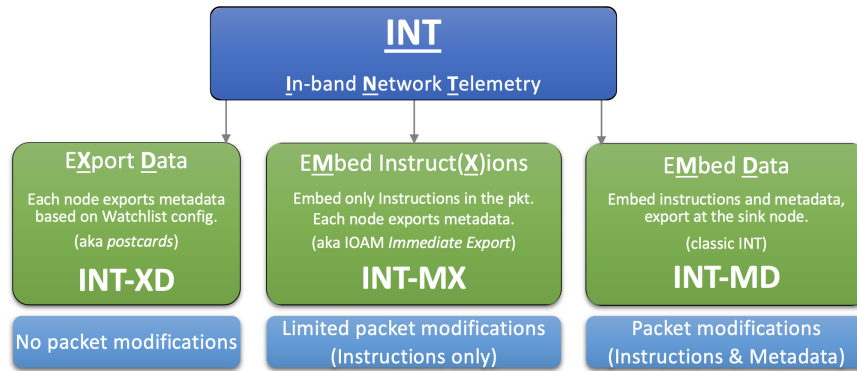 INT
In-band Network Telemetry
EXport Data
Each node exports metadata
based on Watchlist config.
(aka postcards)
INT-XD
No packet modifications
EMbed Instruct(X)ions
Embed only Instructions in the pkt.
Each node exports metadata.
(aka IOAM Immediate Export)
INT-MX
Limited packet modifications
(Instructions only)
EMbed Data
Embed instructions and metadata,
export at the sink node.
(classic INT)
INT-MD
Packet modifications
(Instructions & Metadata)